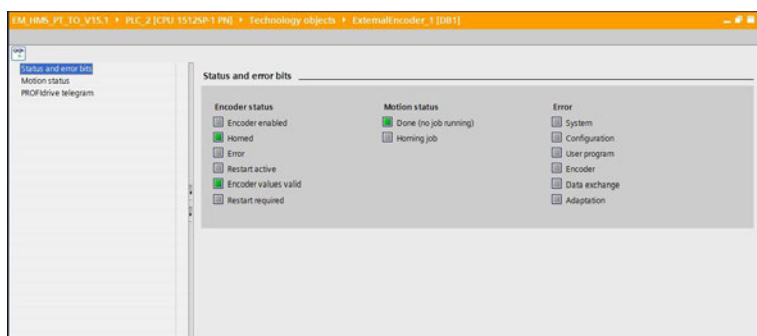 EM_HMS_PT_TO_V15.1 ▸ PLC_2 [CPU 1512SP-1 PN] ▸ Technology objects ▸ ExternalEncoder_1 [DB1]
Status and error bits
Motion status
PROFIdrive telegram
Status and error bits
Encoder status
Encoder enabled
Homed
Error
Restart active
Encoder values valid
Restart required
Motion status
Done (no job running)
Homing job
Error
System
Configuration
User program
Encoder
Data exchange
Adaptation